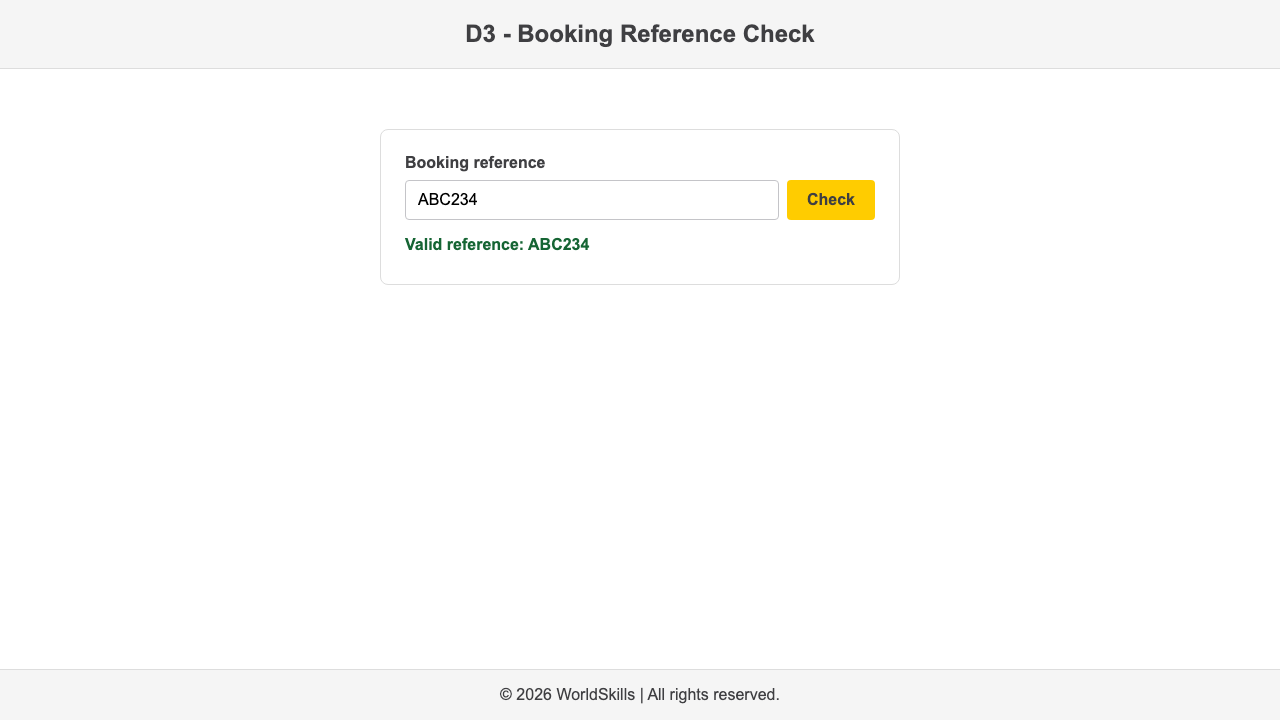 D3 - Booking Reference Check
Booking reference
ABC234
Check
Valid reference: ABC234
© 2026 WorldSkills | All rights reserved.